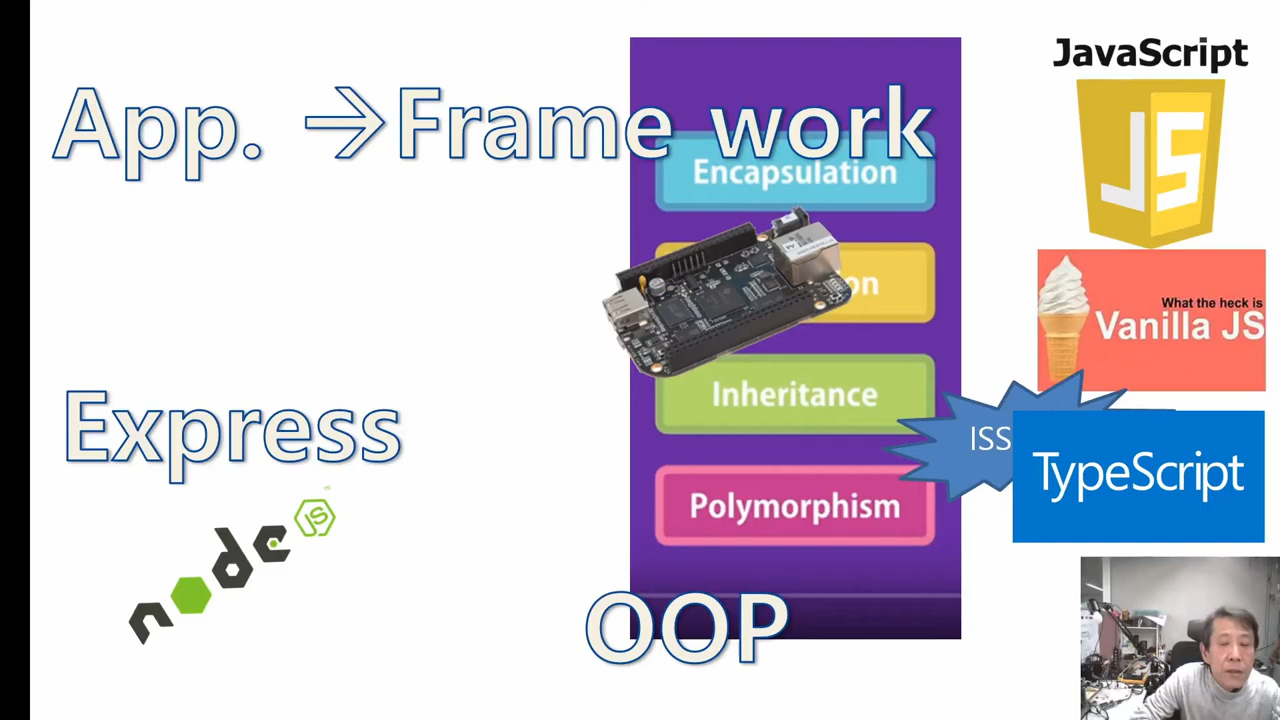 App. →Frame work
Encapsulation
on
Inheritance
Polymorphism
OOP
Express
node
JS
™
JavaScript
JS
What the heck is
Vanilla JS
ISS
TypeScript